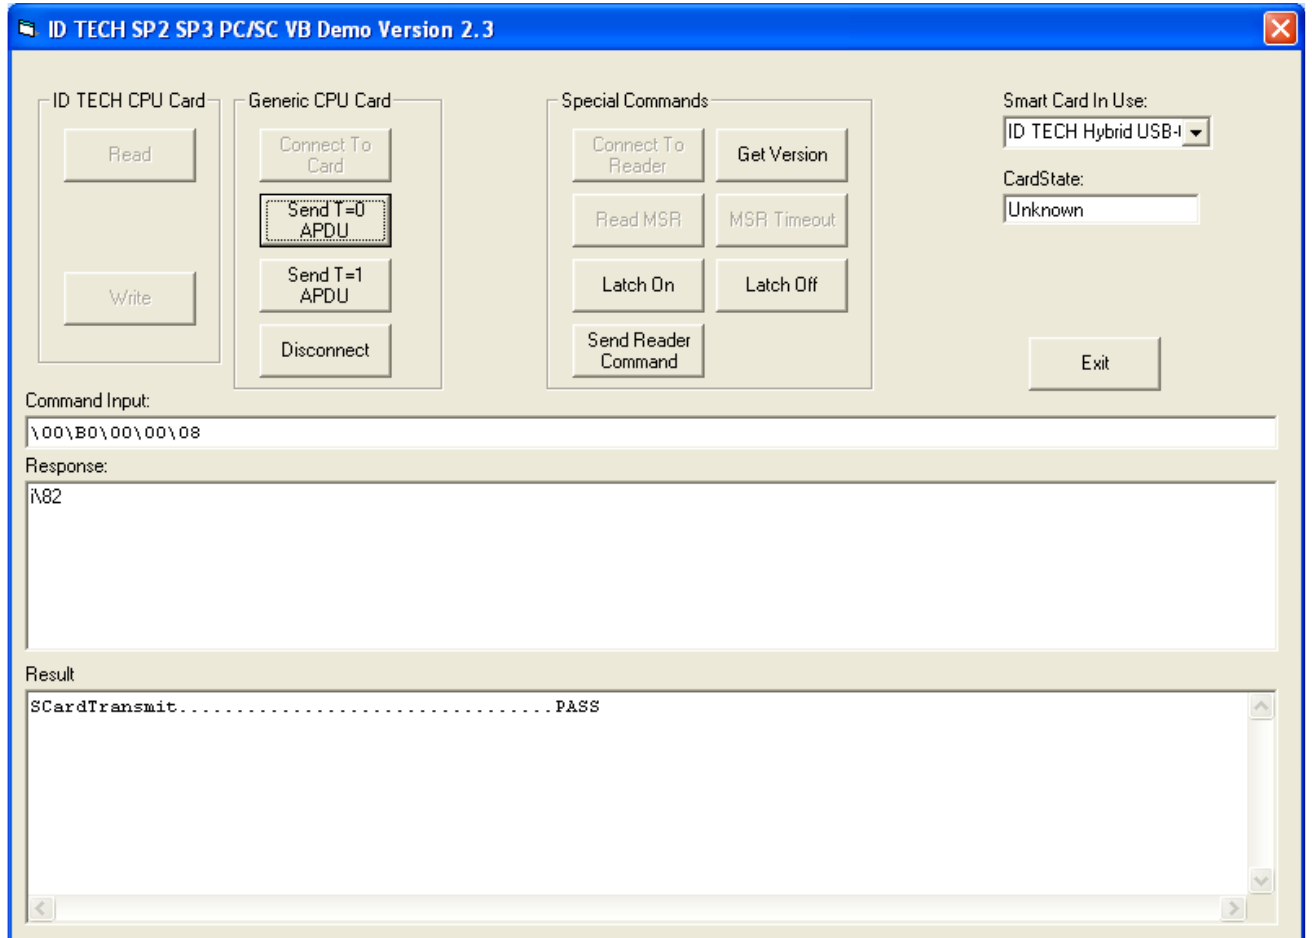 ID TECH SP2 SP3 PC/SC VB Demo Version 2.3
ID TECH CPU Card
Read
Write
Generic CPU Card
Connect To
Card
Send T=0
APDU
Send T=1
APDU
Disconnect
Special Commands
Connect To
Reader
Get Version
Read MSR
MSR Timeout
Latch On
Latch Off
Send Reader
Command
Smart Card In Use:
ID TECH Hybrid USB-
CardState:
Unknown
Exit
Command Input:
\00\B0\00\00\08
Response:
i\82
Result
SCardTransmit.................................PASS